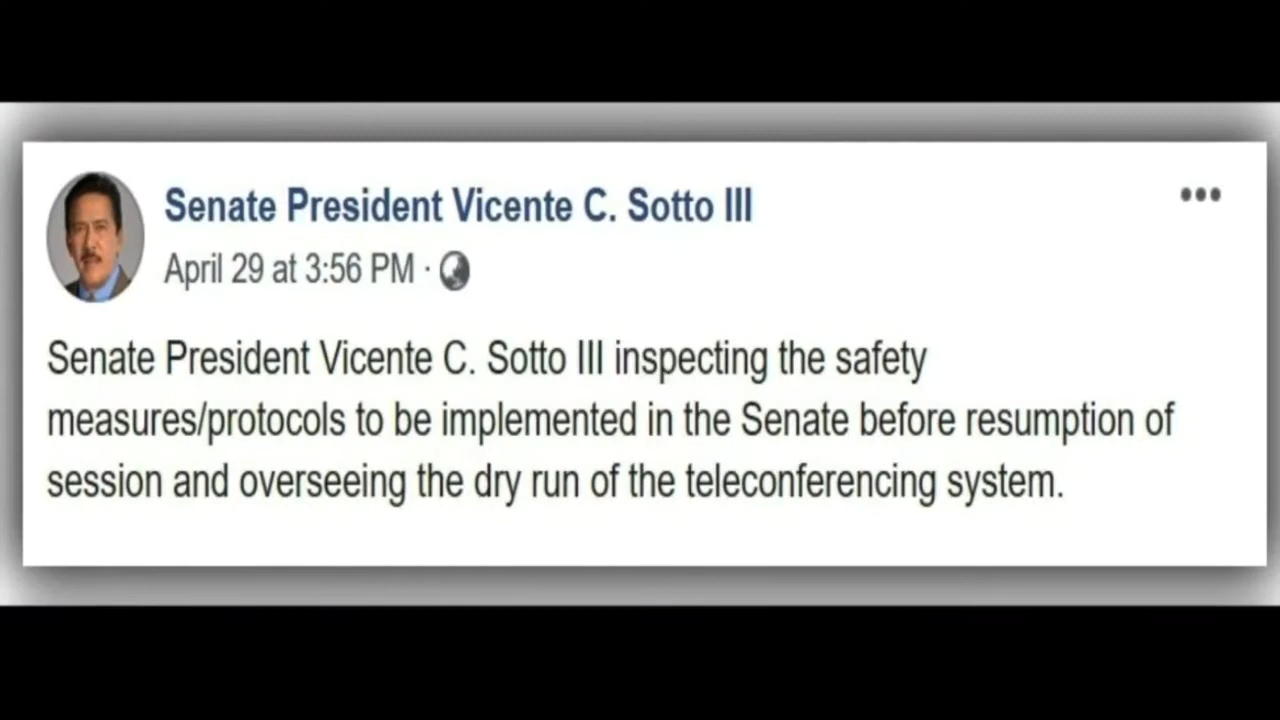 Senate President Vicente C. Sotto III
April 29 at 3:56 PM ·
Senate President Vicente C. Sotto III inspecting the safety
measures/protocols to be implemented in the Senate before resumption of
session and overseeing the dry run of the teleconferencing system.